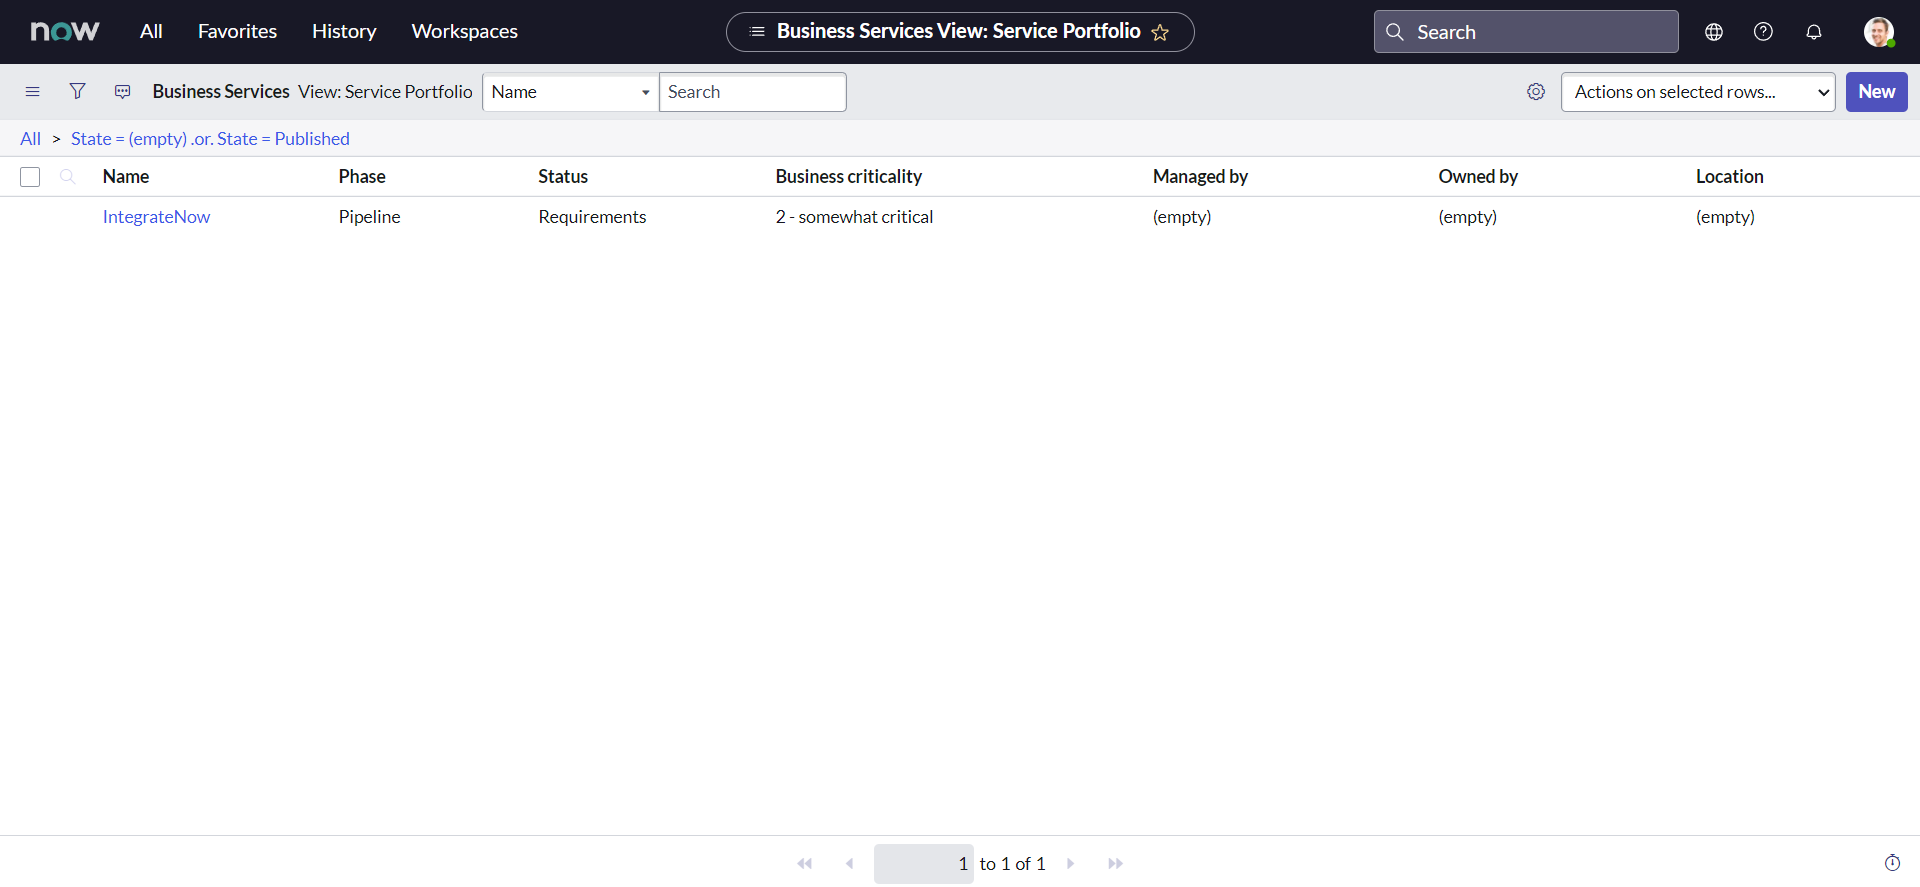 now All Favorites History Workspaces Business Services View: Service Portfolio Search
Business Services View: Service Portfolio Name Search Actions on selected rows... New
All > State = (empty) .or. State = Published
Name Phase Status Business criticality Managed by Owned by Location
IntegrateNow Pipeline Requirements 2 - somewhat critical (empty) (empty) (empty)
1 to 1 of 1